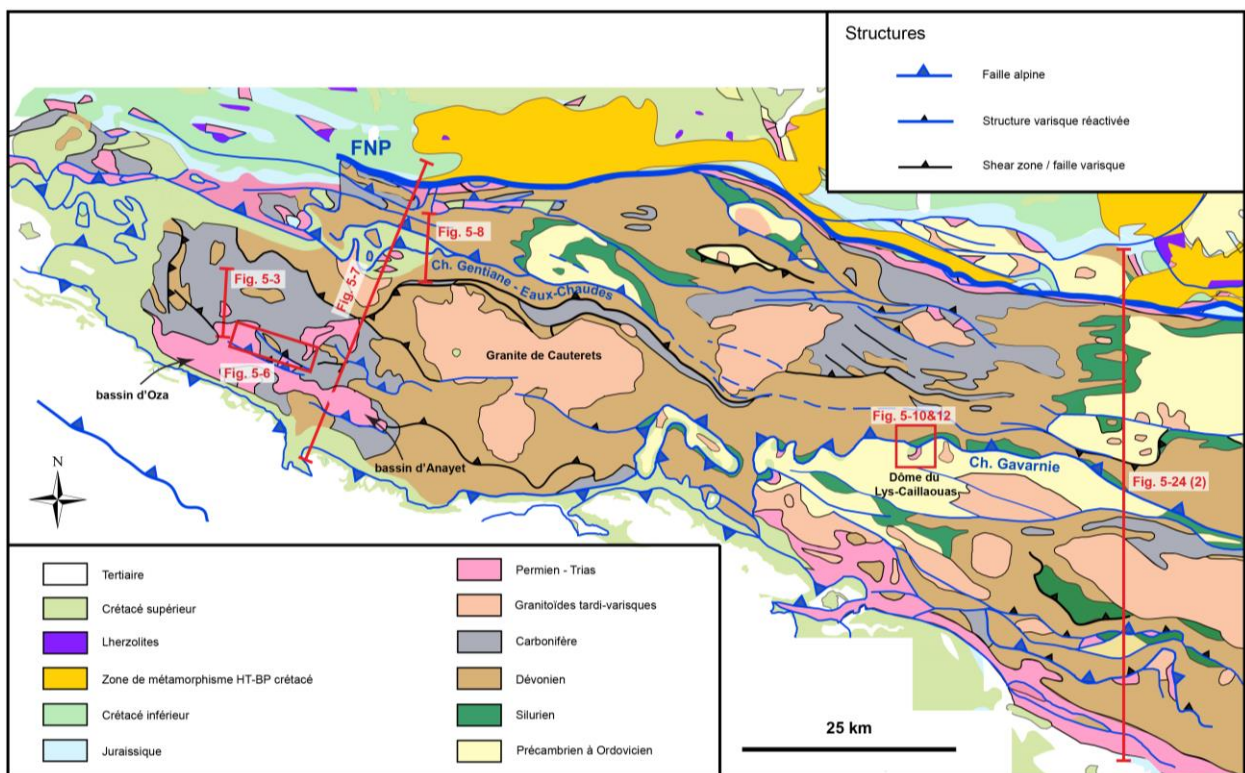 Structures
Faille alpine
Structure varisque réactivée
Shear zone / faille varisque
FNP
Fig. 5-8
Fig. 5-7
Ch. Gentiane - Eaux-Chaudes
Fig. 5-3
Granite de Cauterets
Fig. 5-6
bassin d'Oza
bassin d'Anayet
Fig. 5-10&12
Ch. Gavarnie
Dôme du
Lys-Caillaouas
Fig. 5-24 (2)
N
Tertiaire
Crétacé supérieur
Lherzolites
Zone de métamorphisme HT-BP crétacé
Crétacé inférieur
Juraissique
Permien - Trias
Granitoïdes tardi-varisques
Carbonifère
Dévonien
Silurien
Précambrien à Ordovicien
25 km